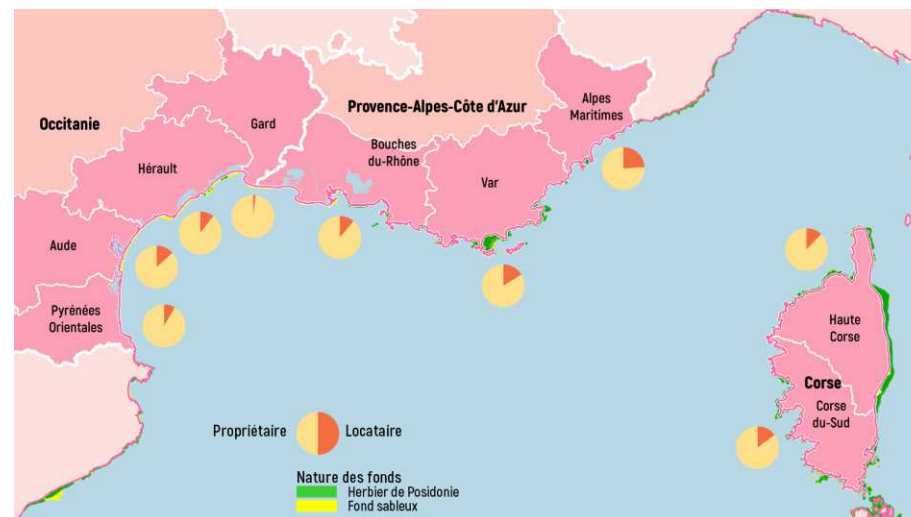 Occitanie
Gard
Hérault
Aude
Pyrénées
Orientales
Provence-Alpes-Côte d'Azur
Bouches
du-Rhône
Var
Alpes
Maritimes
Haute
Corse
Corse
Corse
du-Sud
Propriétaire
Locataire
Nature des fonds
Herbier de Posidonie
Fond sableux